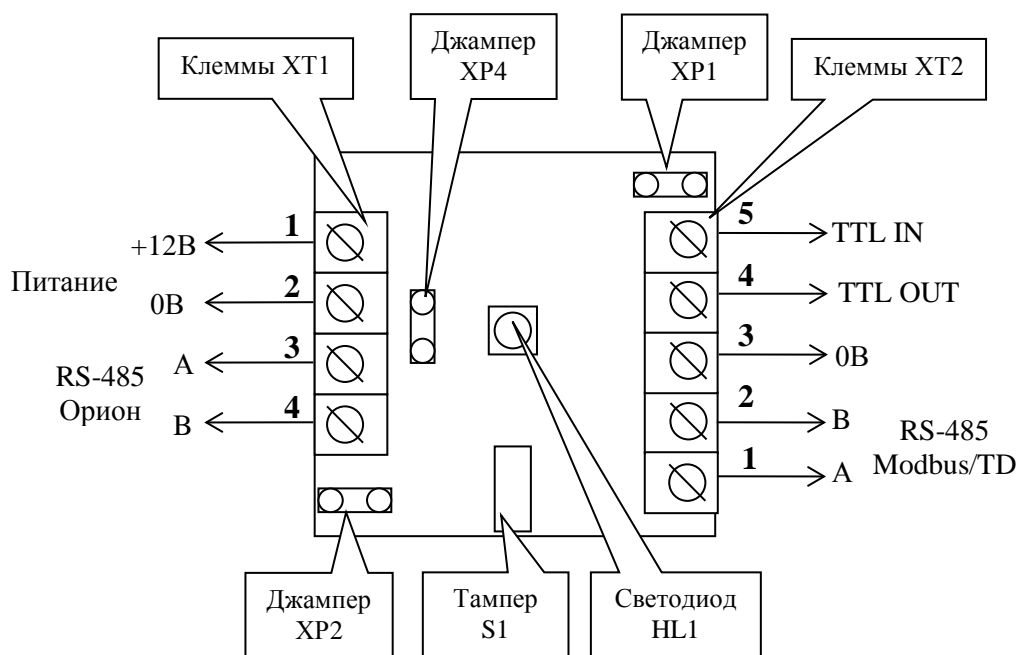 Клеммы XT1
Джампер
XP4
Джампер
XP1
Клеммы XT2
Питание
+12В
1
0В
2
RS-485
Орион
A
3
B
4
5
TTL IN
4
TTL OUT
3
0В
2
B
1
A
RS-485
Modbus/TD
Джампер
XP2
Тампер
S1
Светодиод
HL1